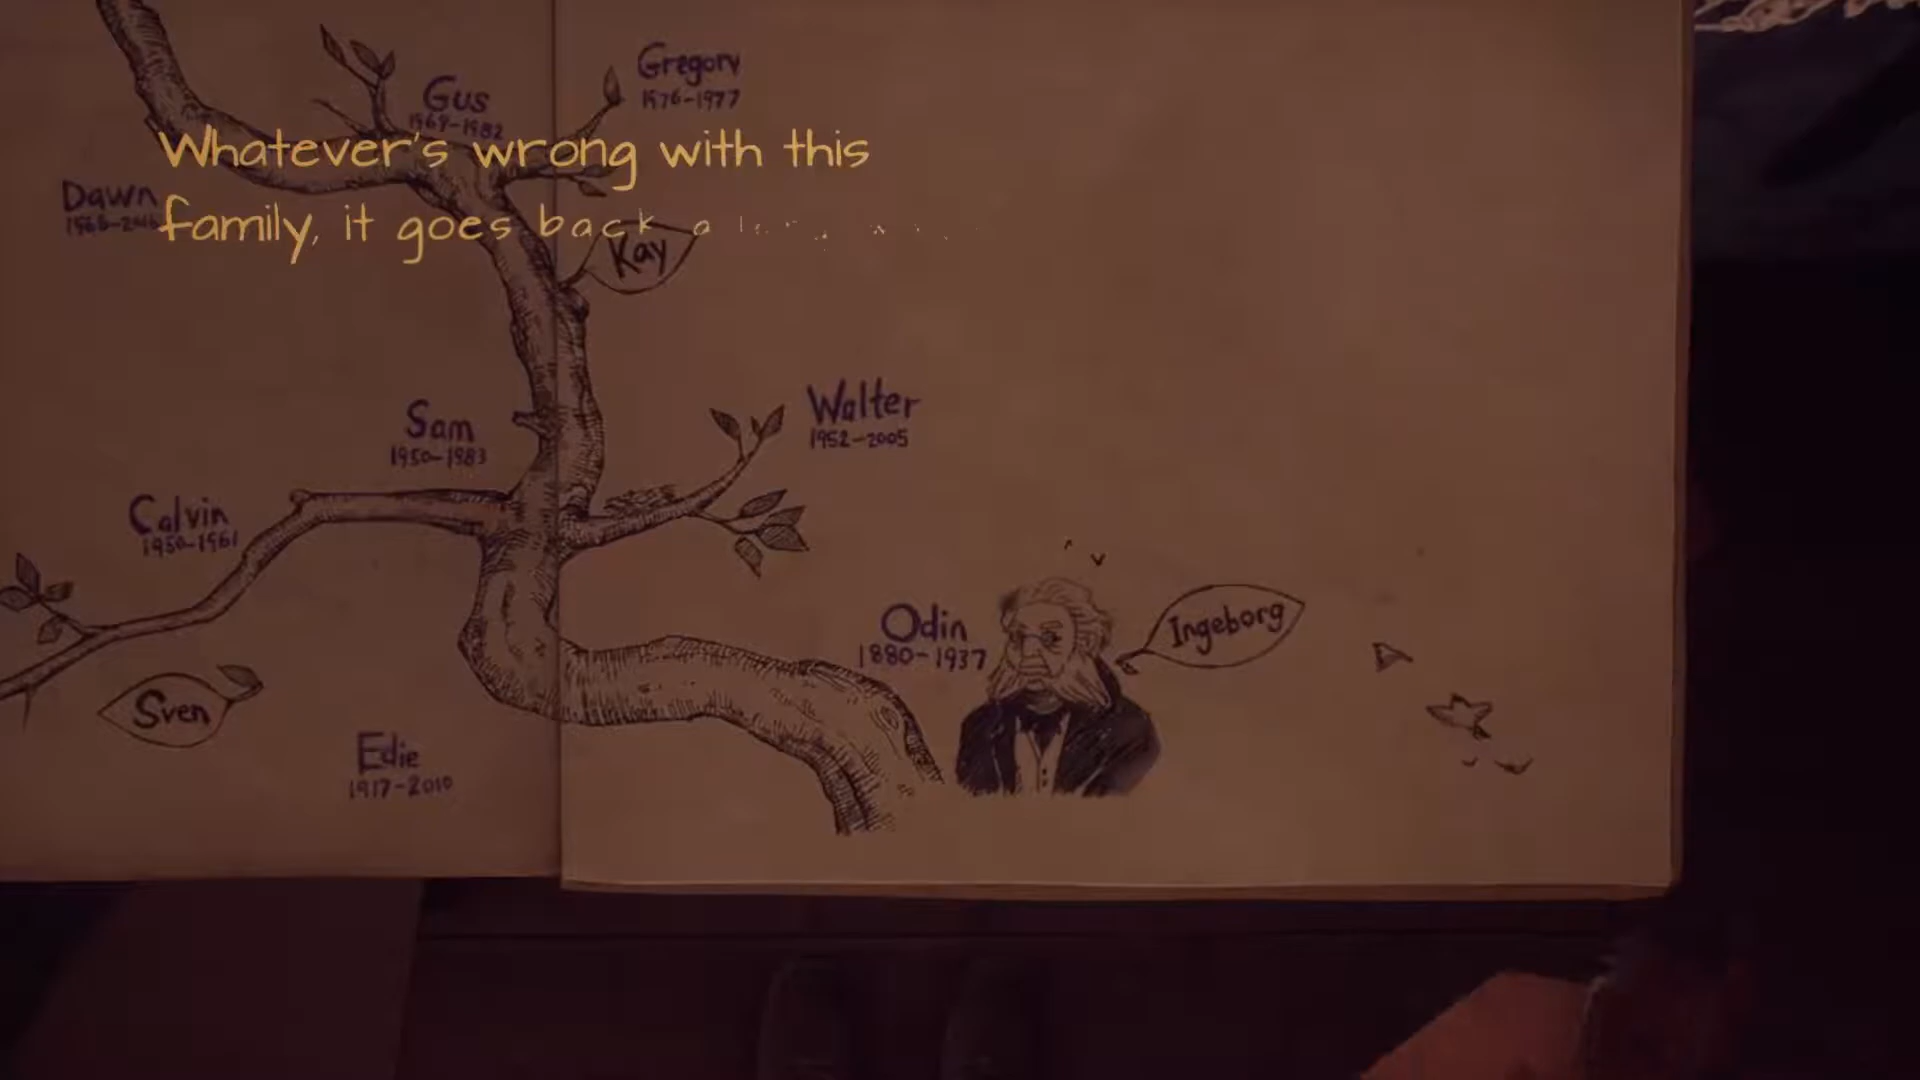 Gregory
1976-1977
Gus
1969-1982
Whatever's wrong with this
family, it goes back a
Dawn
Kay
Walter
1952-2005
Sam
1950-1983
Calvin
1950-1961
Odin
1880-1937
Ingeborg
Sven
Edie
1917-2010